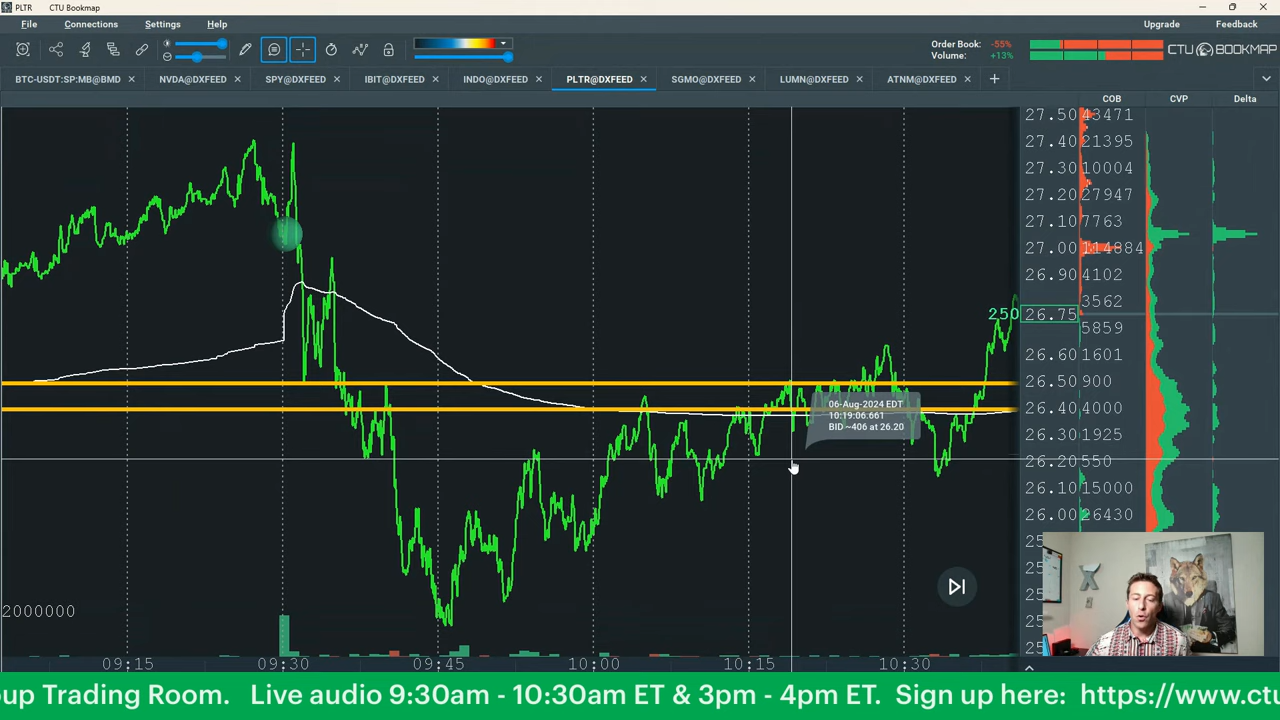 PLTR CTU Bookmap
File Connections Settings Help Upgrade Feedback
Order Book: -55%
Volume: +13%
CTU BOOKMAP
BTC-USDT:SP:MB@BMD NVDA@DXFEED SPY@DXFEED IBIT@DXFEED INDO@DXFEED PLTR@DXFEED SGMO@DXFEED LUMN@DXFEED ATNM@DXFEED
COB CVP Delta
27.50 43471
27.40 21395
27.30 10004
27.20 27947
27.10 7763
27.00 114884
26.90 4102
3562
250 26.75
5859
26.60 1601
26.50 900
26.40 4000
26.30 1925
26.20 550
26.10 15000
26.00 26430
06-Aug-2024 EDT
10:19:06.661
BID ~406 at 26.20
2000000
09:15 09:30 09:45 10:00 10:15 10:30
Trading Room. Live audio 9:30am - 10:30am ET & 3pm - 4pm ET. Sign up here: https://www.ctu